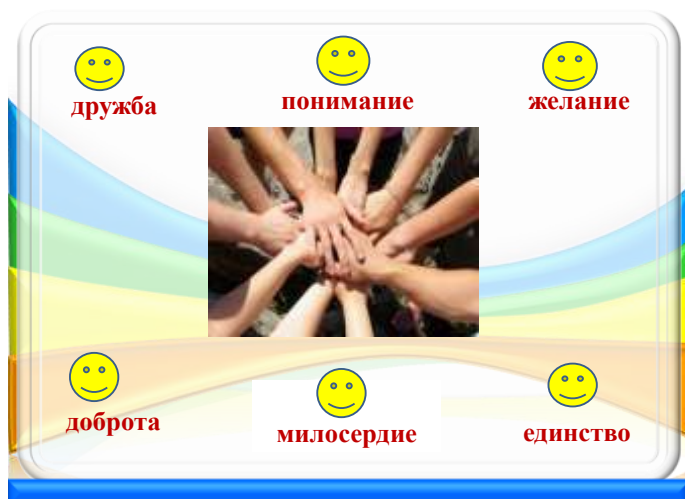 дружба
понимание
желание
доброта
милосердие
единство